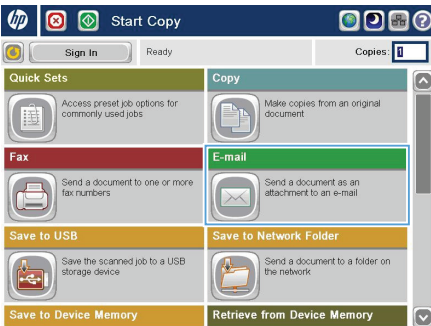 hp
Start Copy
?
Sign In
Ready
Copies: 1
Quick Sets
Access preset job options for
commonly used jobs
Copy
Make copies from an original
document
Fax
Send a document to one or more
fax numbers
E-mail
Send a document as an
attachment to an e-mail
Save to USB
Save the scanned job to a USB
storage device
Save to Network Folder
Send a document to a folder on
the network
Save to Device Memory
Retrieve from Device Memory